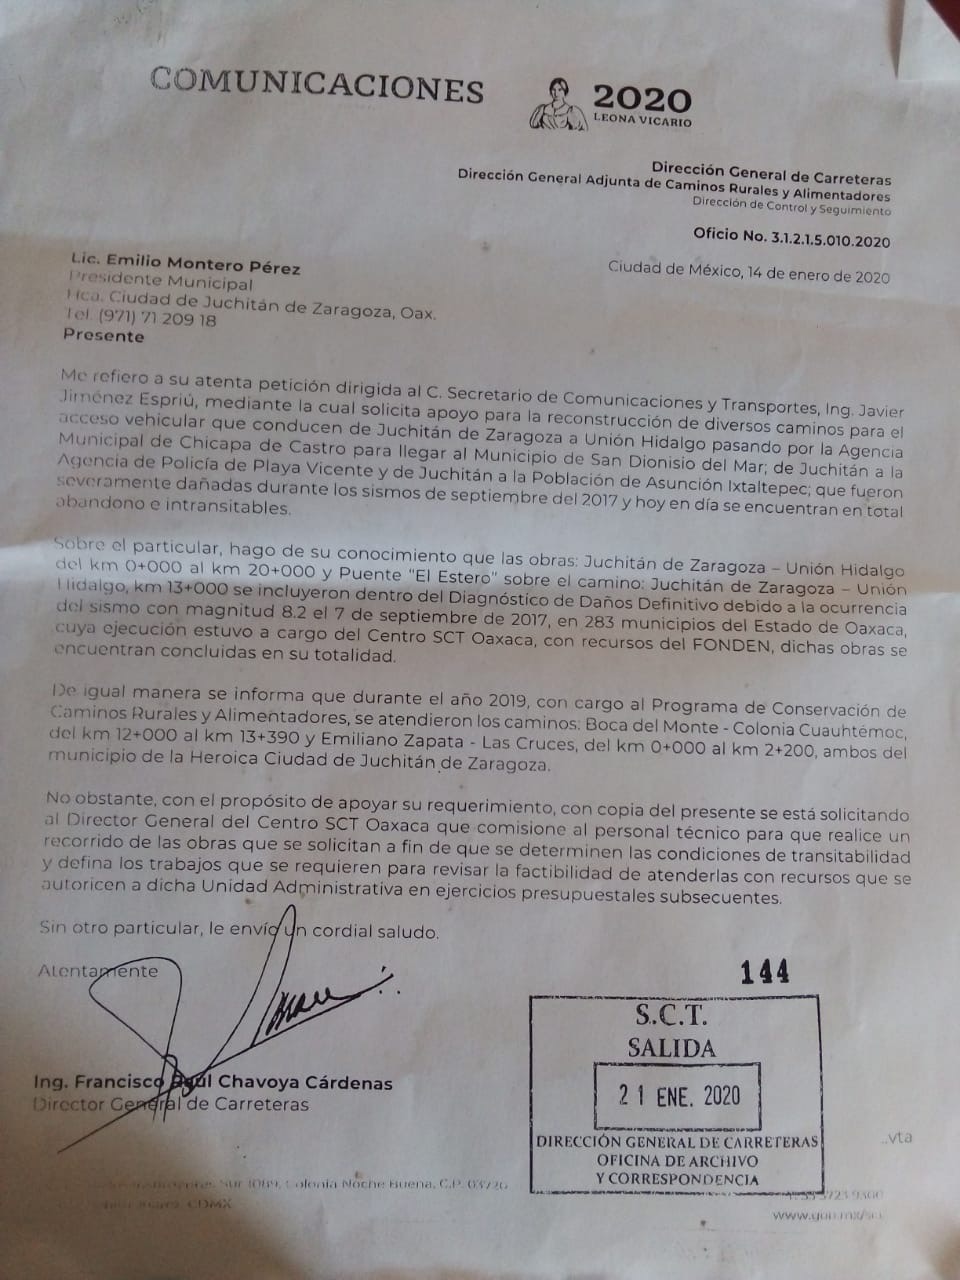 COMUNICACIONES
2020
LEONA VICARIO
Dirección General de Carreteras
Dirección General Adjunta de Caminos Rurales y Alimentadores
Dirección de Control y Seguimiento
Oficio No. 3.1.2.1.5.010.2020
Ciudad de México, 14 de enero de 2020
Lic. Emilio Montero Pérez
Presidente Municipal
Hca. Ciudad de Juchitán de Zaragoza, Oax.
Tel. (971) 71 209 18
Presente
Me refiero a su atenta petición dirigida al C. Secretario de Comunicaciones y Transportes, Ing. Javier
Jiménez Espriú, mediante la cual solicita apoyo para la reconstrucción de diversos caminos para el
acceso vehicular que conducen de Juchitán de Zaragoza a Unión Hidalgo pasando por la Agencia
Municipal de Chicapa de Castro para llegar al Municipio de San Dionisio del Mar; de Juchitán a la
Agencia de Policía de Playa Vicente y de Juchitán a la Población de Asunción Ixtaltepec; que fueron
severamente dañadas durante los sismos de septiembre del 2017 y hoy en día se encuentran en total
abandono e intransitables.
Sobre el particular, hago de su conocimiento que las obras: Juchitán de Zaragoza – Unión Hidalgo
del km 0+000 al km 20+000 y Puente "El Estero" sobre el camino: Juchitán de Zaragoza – Unión
Hidalgo, km 13+000 se incluyeron dentro del Diagnóstico de Daños Definitivo debido a la ocurrencia
del sismo con magnitud 8.2 el 7 de septiembre de 2017, en 283 municipios del Estado de Oaxaca,
cuya ejecución estuvo a cargo del Centro SCT Oaxaca, con recursos del FONDEN, dichas obras se
encuentran concluidas en su totalidad.
De igual manera se informa que durante el año 2019, con cargo al Programa de Conservación de
Caminos Rurales y Alimentadores, se atendieron los caminos: Boca del Monte - Colonia Cuauhtémoc,
del km 12+000 al km 13+390 y Emiliano Zapata - Las Cruces, del km 0+000 al km 2+200, ambos del
municipio de la Heroica Ciudad de Juchitán de Zaragoza.
No obstante, con el propósito de apoyar su requerimiento, con copia del presente se está solicitando
al Director General del Centro SCT Oaxaca que comisione al personal técnico para que realice un
recorrido de las obras que se solicitan a fin de que se determinen las condiciones de transitabilidad
y defina los trabajos que se requieren para revisar la factibilidad de atenderlas con recursos que se
autoricen a dicha Unidad Administrativa en ejercicios presupuestales subsecuentes.
Sin otro particular, le envío un cordial saludo.
Atentamente
144
S.C.T.
SALIDA
21 ENE. 2020
DIRECCIÓN GENERAL DE CARRETERAS
OFICINA DE ARCHIVO
Y CORRESPONDENCIA
Ing. Francisco Raúl Chavoya Cárdenas
Director General de Carreteras
..vta
Sur 1089, Colonia Noche Buena, C.P. 03720
CDMX
5723 9300
www.gob.mx/sct